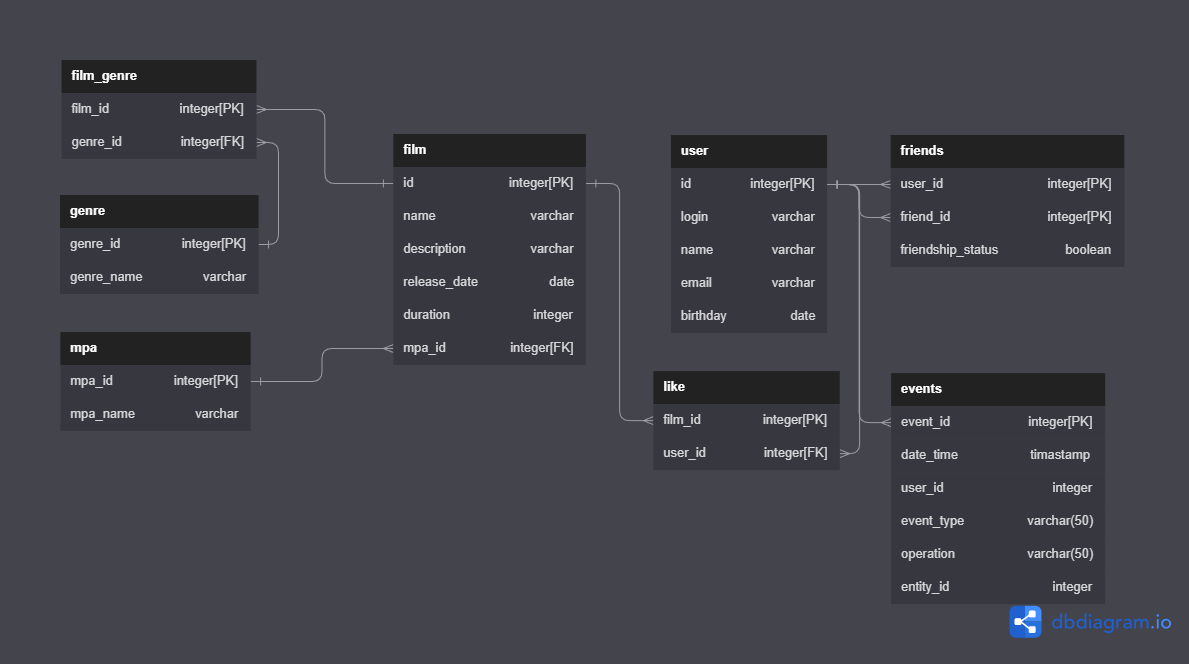 film_genre
film_id integer[PK]
genre_id integer[FK]
genre
genre_id integer[PK]
genre_name varchar
mpa
mpa_id integer[PK]
mpa_name varchar
film
id integer[PK]
name varchar
description varchar
release_date date
duration integer
mpa_id integer[FK]
user
id integer[PK]
login varchar
name varchar
email varchar
birthday date
like
film_id integer[PK]
user_id integer[FK]
friends
user_id integer[PK]
friend_id integer[PK]
friendship_status boolean
events
event_id integer[PK]
date_time timastamp
user_id integer
event_type varchar(50)
operation varchar(50)
entity_id integer
dbdiagram.io